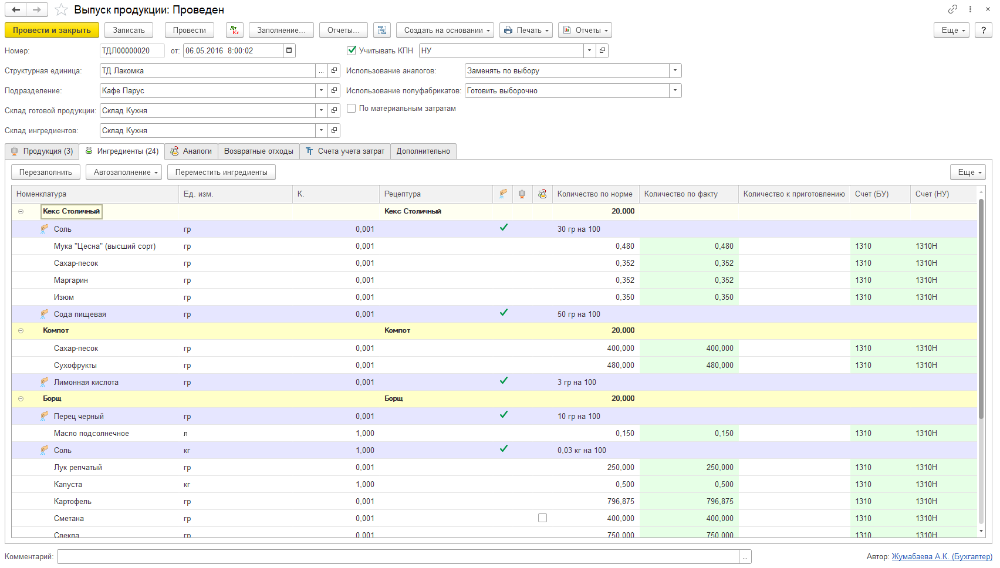 Выпуск продукции: Проведен
Провести и закрыть Записать Провести Дт Кт Заполнение... Отчеты... Создать на основании Печать Отчеты Еще ?
Номер: ТДЛ00000020 от: 06.05.2016 8:00:02 Учитывать КПН НУ
Структурная единица: ТД Лакомка ... Использование аналогов: Заменять по выбору
Подразделение: Кафе Парус Использование полуфабрикатов: Готовить выборочно
Склад готовой продукции: Склад Кухня По материальным затратам
Склад ингредиентов: Склад Кухня
Продукция (3) Ингредиенты (24) Аналоги Возвратные отходы Тт Счета учета затрат Дополнительно
Перезаполнить Автозаполнение Переместить ингредиенты Еще
Номенклатура Ед. изм. К. Рецептура Количество по норме Количество по факту Количество к приготовлению Счет (БУ) Счет (НУ)
Кекс Столичный Кекс Столичный 20,000
Соль гр 0,001 30 гр на 100
Мука "Цесна" (высший сорт) гр 0,001 0,480 0,480 1310 1310Н
Сахар-песок гр 0,001 0,352 0,352 1310 1310Н
Маргарин гр 0,001 0,352 0,352 1310 1310Н
Изюм гр 0,001 0,350 0,350 1310 1310Н
Сода пищевая гр 0,001 50 гр на 100
Компот Компот 20,000
Сахар-песок гр 0,001 400,000 400,000 1310 1310Н
Сухофрукты гр 0,001 480,000 480,000 1310 1310Н
Лимонная кислота гр 0,001 3 гр на 100
Борщ Борщ 20,000
Перец черный гр 0,001 10 гр на 100
Масло подсолнечное л 1,000 0,150 0,150 1310 1310Н
Соль кг 1,000 0,03 кг на 100
Лук репчатый гр 0,001 250,000 250,000 1310 1310Н
Капуста кг 1,000 0,500 0,500 1310 1310Н
Картофель гр 0,001 796,875 796,875 1310 1310Н
Сметана гр 0,001 400,000 400,000 1310 1310Н
Свекла гр 0,001 750,000 750,000 1310 1310Н
Комментарий: ... Автор: Жумабаева А.К. (Бухгалтер)